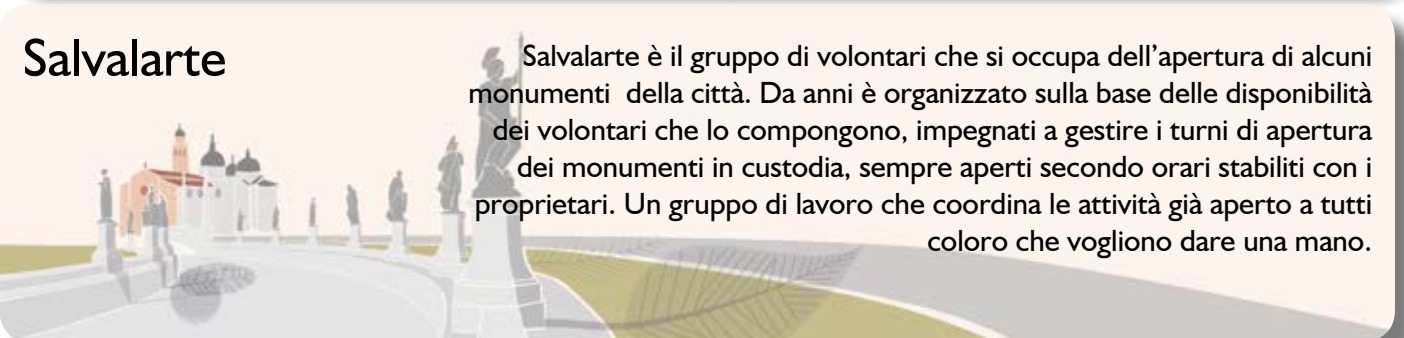 Salvalarte
Salvalarte è il gruppo di volontari che si occupa dell’apertura di alcuni
monumenti  della città. Da anni è organizzato sulla base delle disponibilità
dei volontari che lo compongono, impegnati a gestire i turni di apertura
dei monumenti in custodia, sempre aperti secondo orari stabiliti con i
proprietari. Un gruppo di lavoro che coordina le attività già aperto a tutti
coloro che vogliono dare una mano.